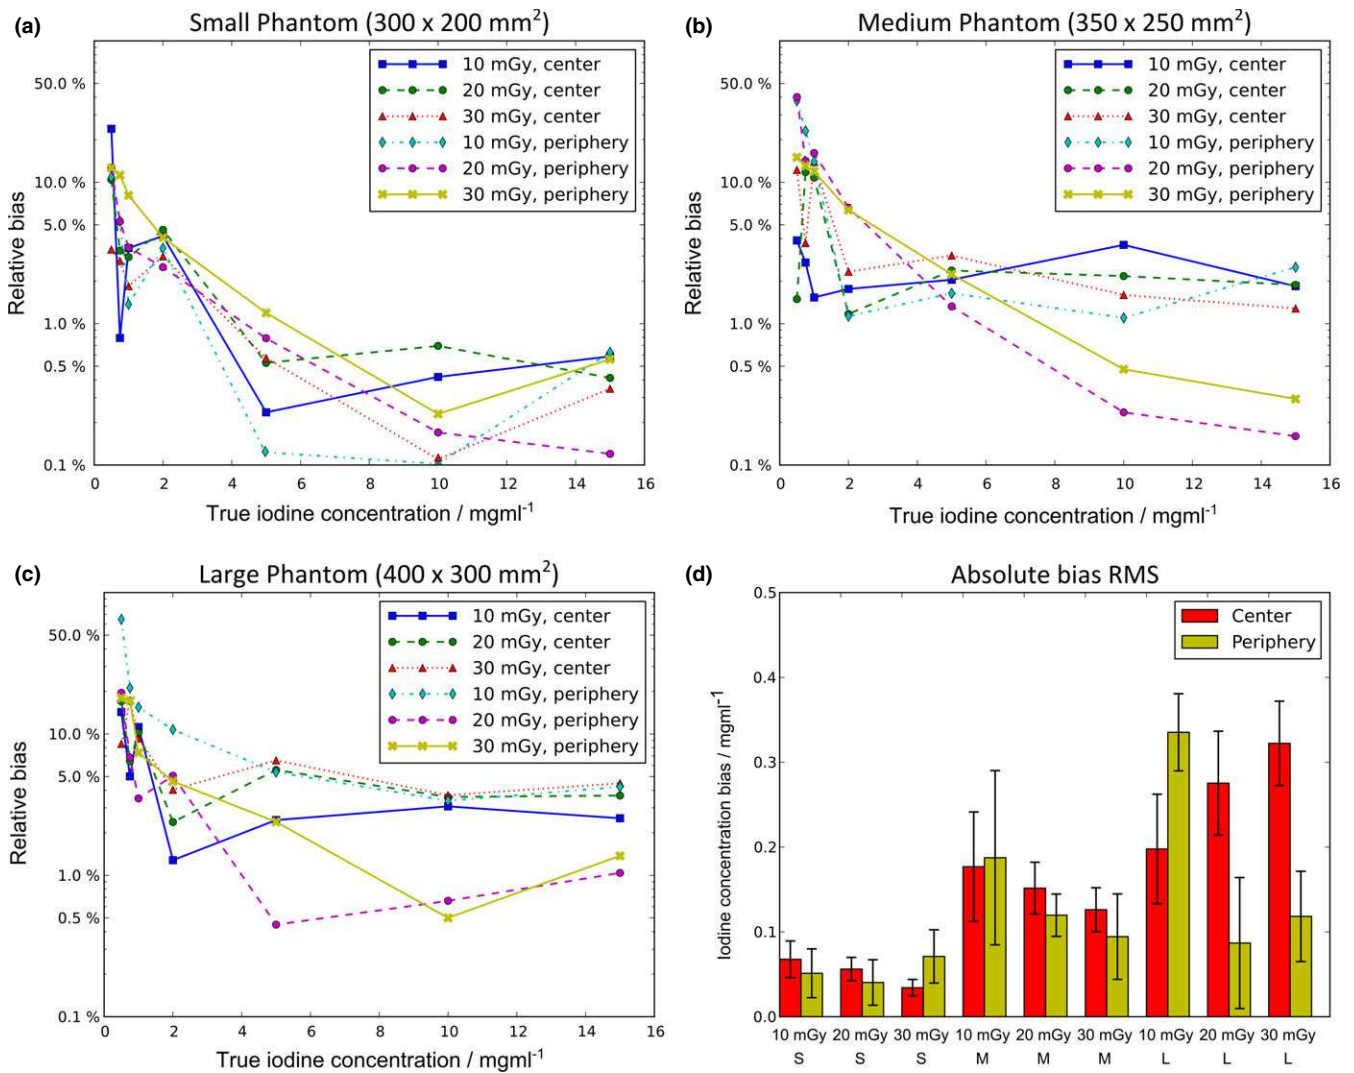 (a)
Small Phantom (300 x 200 mm²)
10 mGy, center
20 mGy, center
30 mGy, center
10 mGy, periphery
20 mGy, periphery
30 mGy, periphery
Relative bias
50.0 %
10.0 %
5.0 %
1.0 %
0.5 %
0.1 %
0 2 4 6 8 10 12 14 16
True iodine concentration / mgml⁻¹
(b)
Medium Phantom (350 x 250 mm²)
10 mGy, center
20 mGy, center
30 mGy, center
10 mGy, periphery
20 mGy, periphery
30 mGy, periphery
Relative bias
50.0 %
10.0 %
5.0 %
1.0 %
0.5 %
0.1 %
0 2 4 6 8 10 12 14 16
True iodine concentration / mgml⁻¹
(c)
Large Phantom (400 x 300 mm²)
10 mGy, center
20 mGy, center
30 mGy, center
10 mGy, periphery
20 mGy, periphery
30 mGy, periphery
Relative bias
50.0 %
10.0 %
5.0 %
1.0 %
0.5 %
0.1 %
0 2 4 6 8 10 12 14 16
True iodine concentration / mgml⁻¹
(d)
Absolute bias RMS
Center
Periphery
Iodine concentration bias / mgml⁻¹
0.5
0.4
0.3
0.2
0.1
0.0
10 mGy 20 mGy 30 mGy 10 mGy 20 mGy 30 mGy 10 mGy 20 mGy 30 mGy
S S S M M M L L L